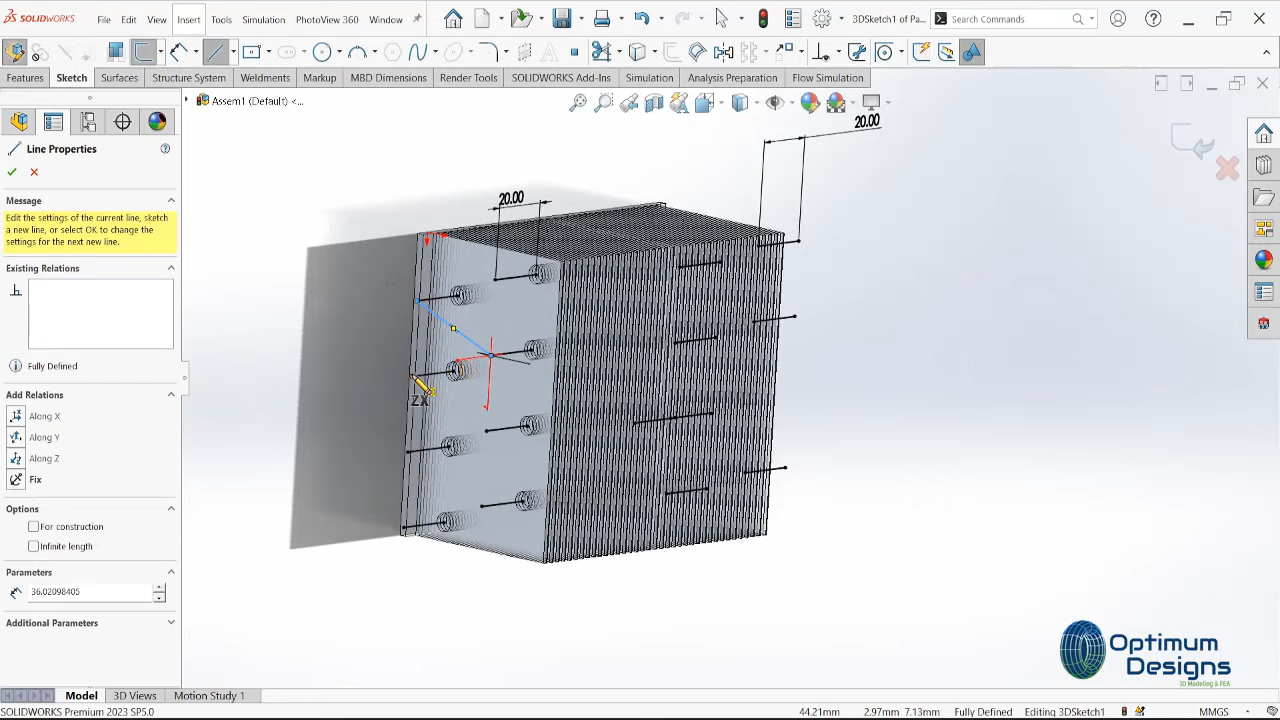 SOLIDWORKS
File Edit View Insert Tools Simulation PhotoView 360 Window
3DSketch1 of Pa...
Search Commands
Features Sketch Surfaces Structure System Weldments Markup MBD Dimensions Render Tools SOLIDWORKS Add-Ins Simulation Analysis Preparation Flow Simulation
Assem1 (Default) <...
Line Properties
Message
Edit the settings of the current line, sketch
a new line, or select OK to change the
settings for the next new line.
Existing Relations
Fully Defined
Add Relations
Along X
Along Y
Along Z
Fix
Options
For construction
Infinite length
Parameters
36.02098405
Additional Parameters
20.00
20.00
ZX
Optimum
Designs
3D Modeling & FEA
Model 3D Views Motion Study 1
SOLIDWORKS Premium 2023 SP5.0
44.21mm 2.97mm 7.13mm Fully Defined Editing 3DSketch1 MMGS